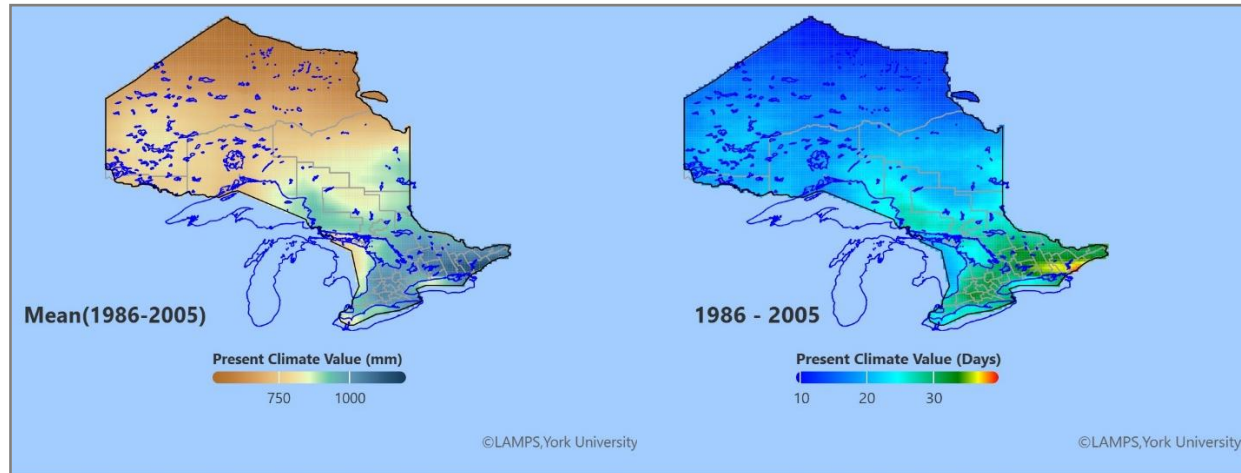 Mean(1986-2005)
Present Climate Value (mm)
750 1000
©LAMPS,York University
1986 - 2005
Present Climate Value (Days)
10 20 30
©LAMPS,York University